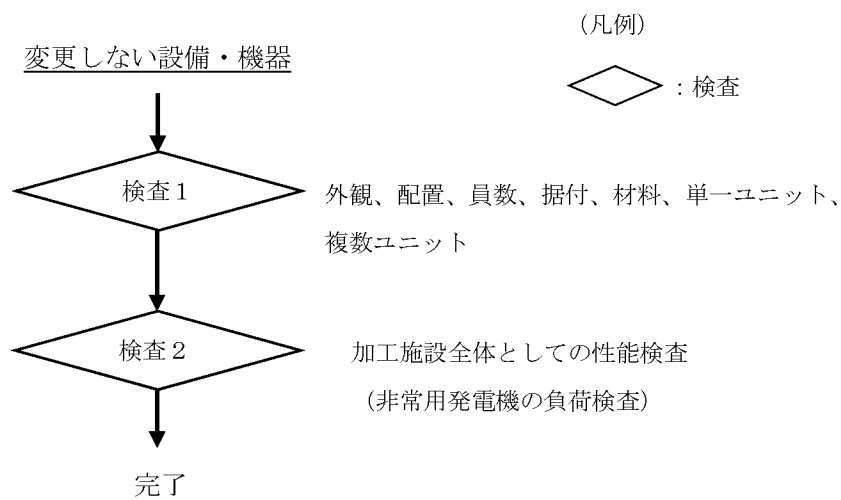 （凡例）
変更しない設備・機器
：検査
検査１
外観、配置、員数、据付、材料、単一ユニット、
複数ユニット
検査２
加工施設全体としての性能検査
（非常用発電機の負荷検査）
完了